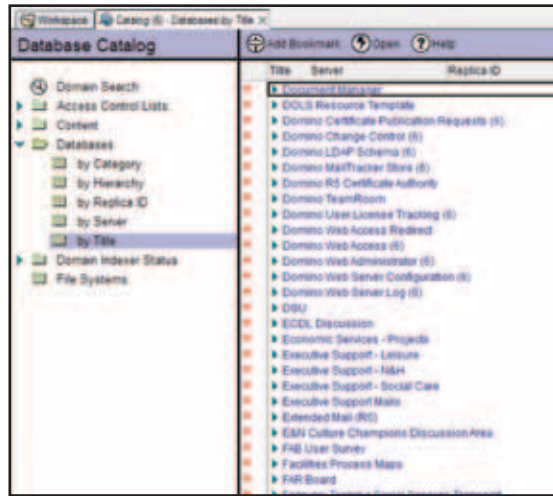 Workspace
Catalog (6) - Databases by Title
Database Catalog
Add Bookmark
Open
Help
Title Server Replica ID
Domain Search
Access Control Lists
Content
Databases
by Category
by Hierarchy
by Replica ID
by Server
by Title
Domain Indexer Status
File Systems
Document Manager
DOLS Resource Template
Domino Certificate Publication Requests (6)
Domino Change Control (6)
Domino LDAP Schema (6)
Domino MailTracker Store (6)
Domino R5 Certificate Authority
Domino TeamRoom
Domino User License Tracking (6)
Domino Web Access Redirect
Domino Web Access (6)
Domino Web Administrator (6)
Domino Web Server Configuration (6)
Domino Web Server Log (6)
DSU
ECDL Discussion
Economic Services - Projects
Executive Support - Leisure
Executive Support - N&H
Executive Support - Social Care
Executive Support Mails
Extended Mail (R5)
E&N Culture Champions Discussion Area
FAB User Survey
Facilities Process Maps
FAR Board